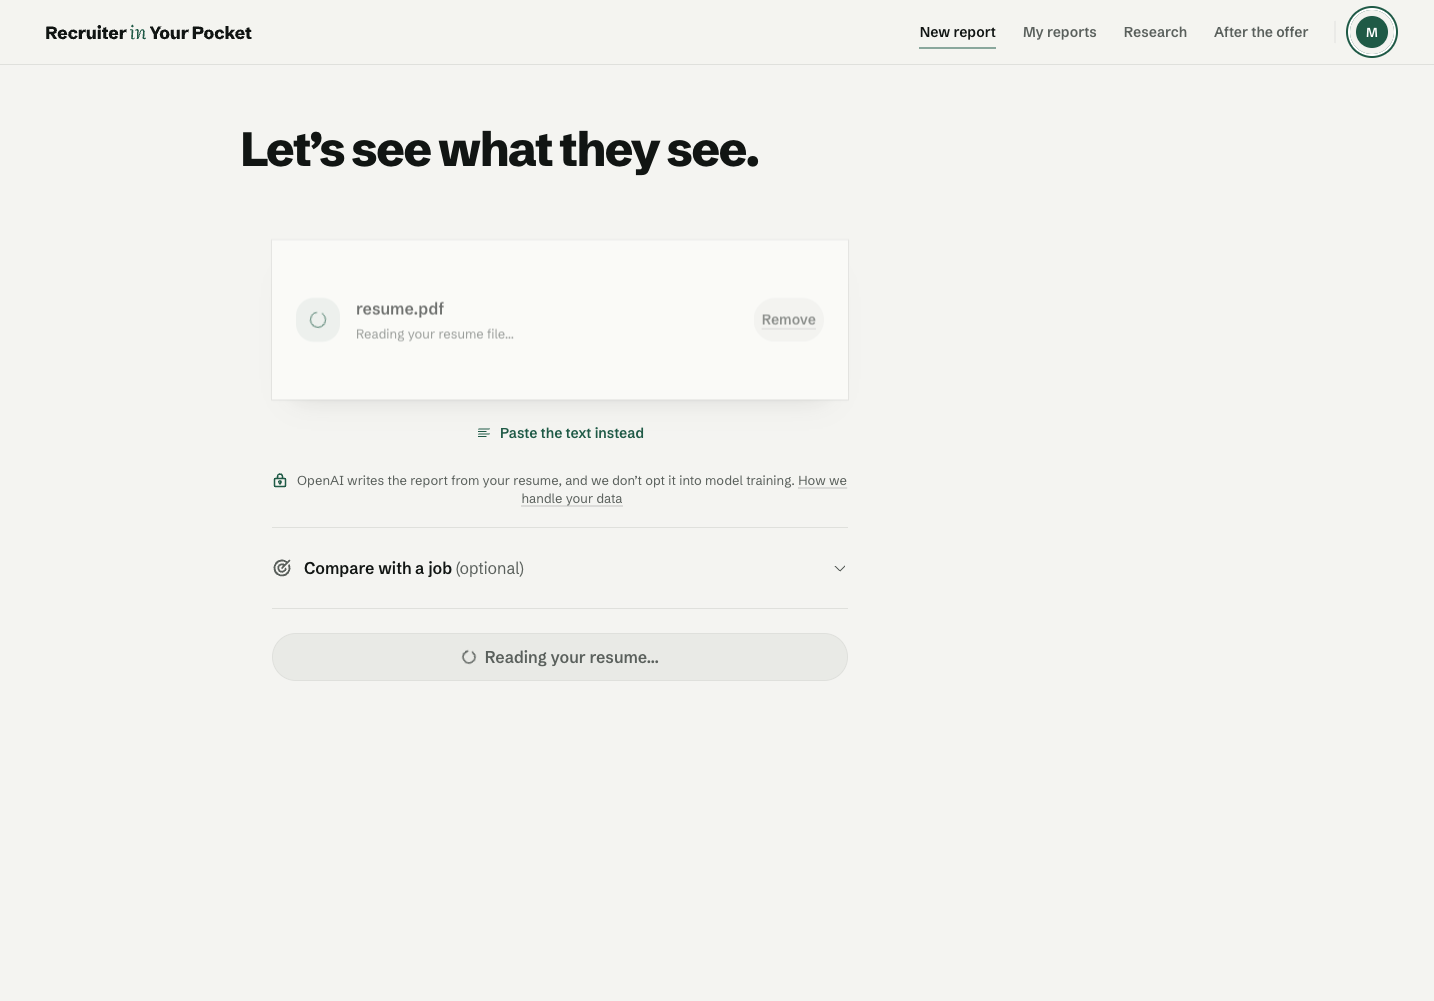 Recruiter in Your Pocket
New report
My reports
Research
After the offer
M
Let’s see what they see.
resume.pdf
Reading your resume file...
Remove
Paste the text instead
OpenAI writes the report from your resume, and we don’t opt it into model training. How we
handle your data
Compare with a job (optional)
Reading your resume...